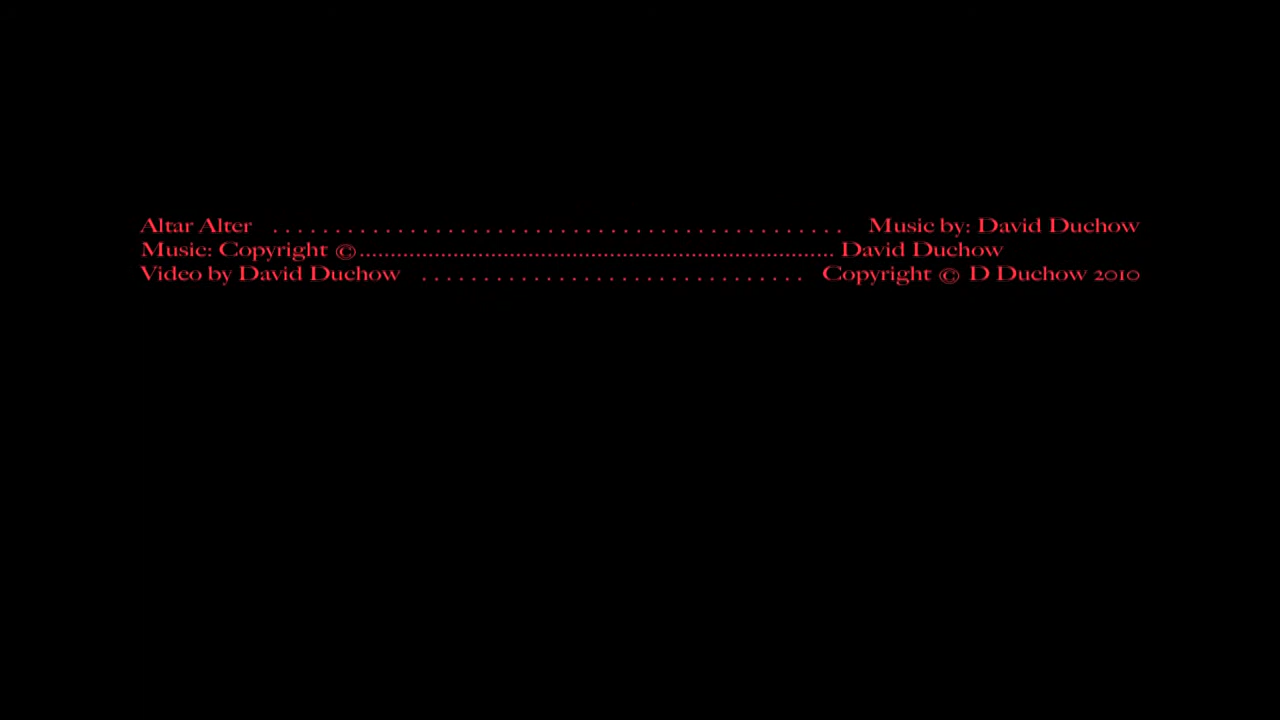 Altar Alter . . . . . . . . . . . . . . . . . . . . . . . . . . . . . . . . . . . . . . . . . . . . . . Music by: David Duchow
Music: Copyright ©............................................................................... David Duchow
Video by David Duchow . . . . . . . . . . . . . . . . . . . . . . . . . . . . . . . Copyright © D Duchow 2010